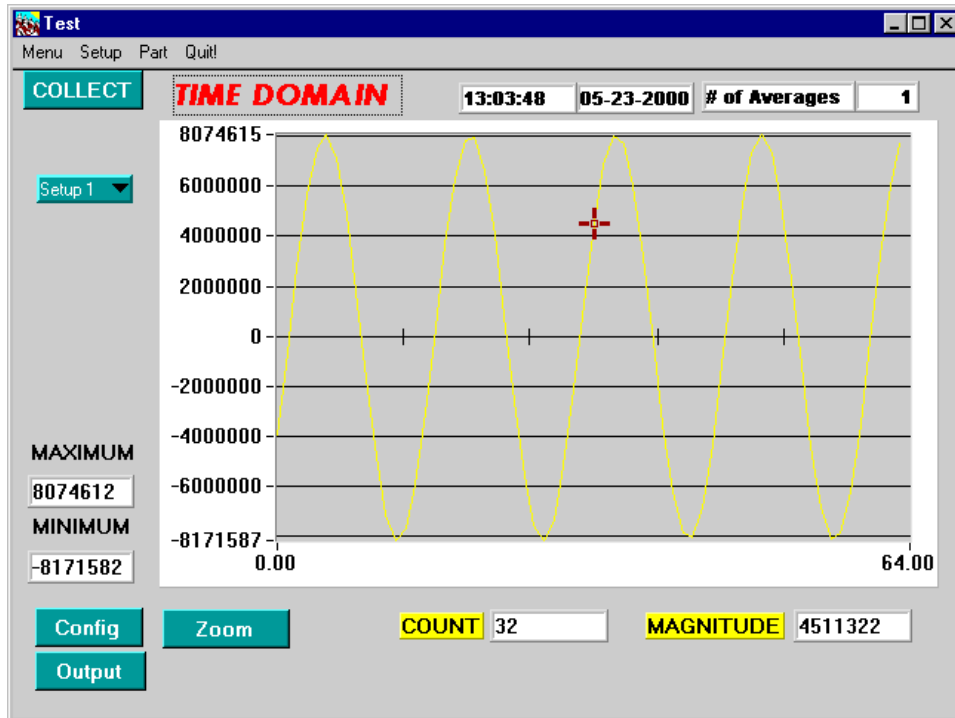 Test
Menu Setup Part Quit!
COLLECT
TIME DOMAIN
13:03:48 05-23-2000 # of Averages 1
Setup 1
8074615
6000000
4000000
2000000
0
-2000000
-4000000
-6000000
-8171587
0.00 64.00
MAXIMUM
8074612
MINIMUM
-8171582
Config
Zoom
COUNT 32
MAGNITUDE 4511322
Output